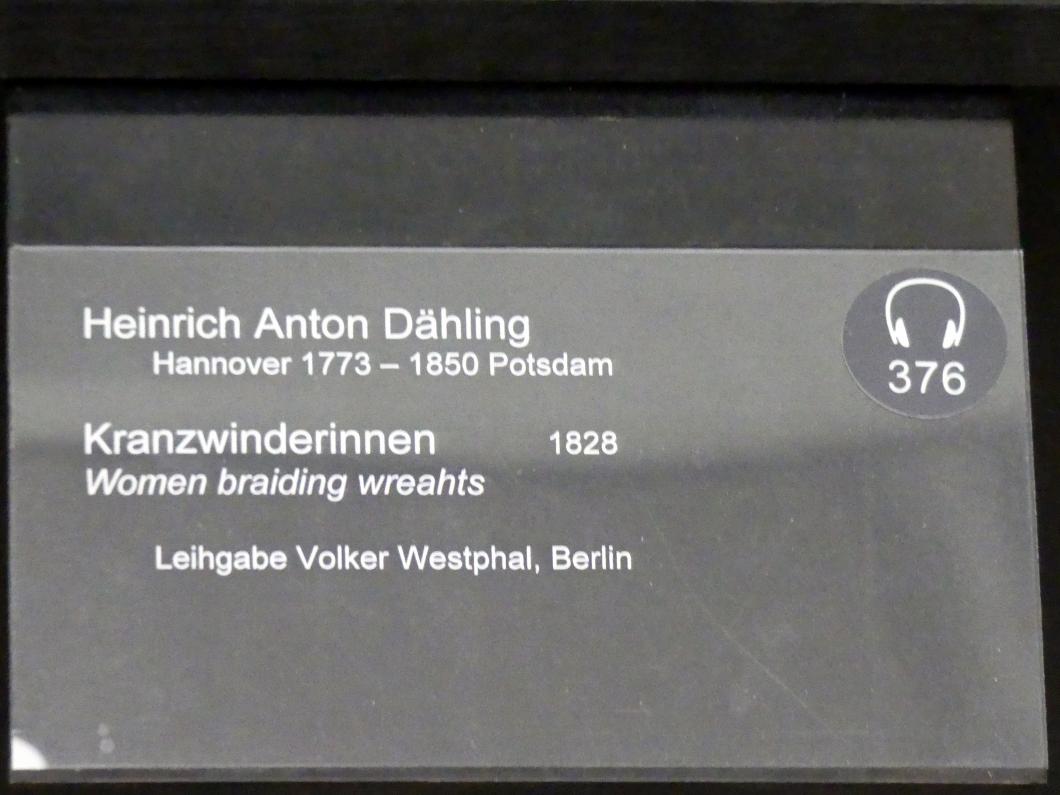 Heinrich Anton Dähling
Hannover 1773 – 1850 Potsdam
376
Kranzwinderinnen 1828
Women braiding wreahts
Leihgabe Volker Westphal, Berlin